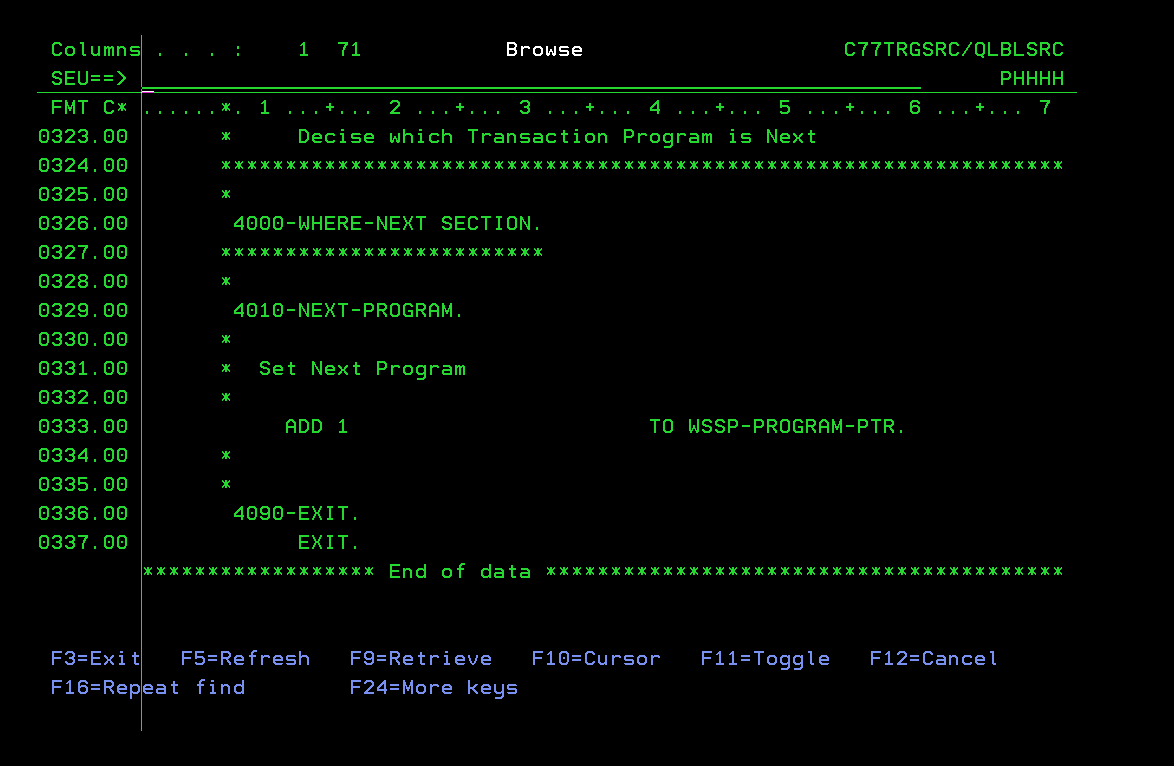 Columns . . . :    1  71           Browse                    C77TRGSRC/QLBLSRC
SEU==>                                                                   PHHHH
FMT C* ......*. 1 ...+... 2 ...+... 3 ...+... 4 ...+... 5 ...+... 6 ...+... 7
0323.00       *     Decise which Transaction Program is Next
0324.00       *****************************************************************
0325.00       *
0326.00        4000-WHERE-NEXT SECTION.
0327.00       *************************
0328.00       *
0329.00        4010-NEXT-PROGRAM.
0330.00       *
0331.00       *  Set Next Program
0332.00       *
0333.00            ADD 1                       TO WSSP-PROGRAM-PTR.
0334.00       *
0335.00       *
0336.00        4090-EXIT.
0337.00             EXIT.
****************** End of data ****************************************
F3=Exit   F5=Refresh   F9=Retrieve   F10=Cursor   F11=Toggle   F12=Cancel
F16=Repeat find        F24=More keys